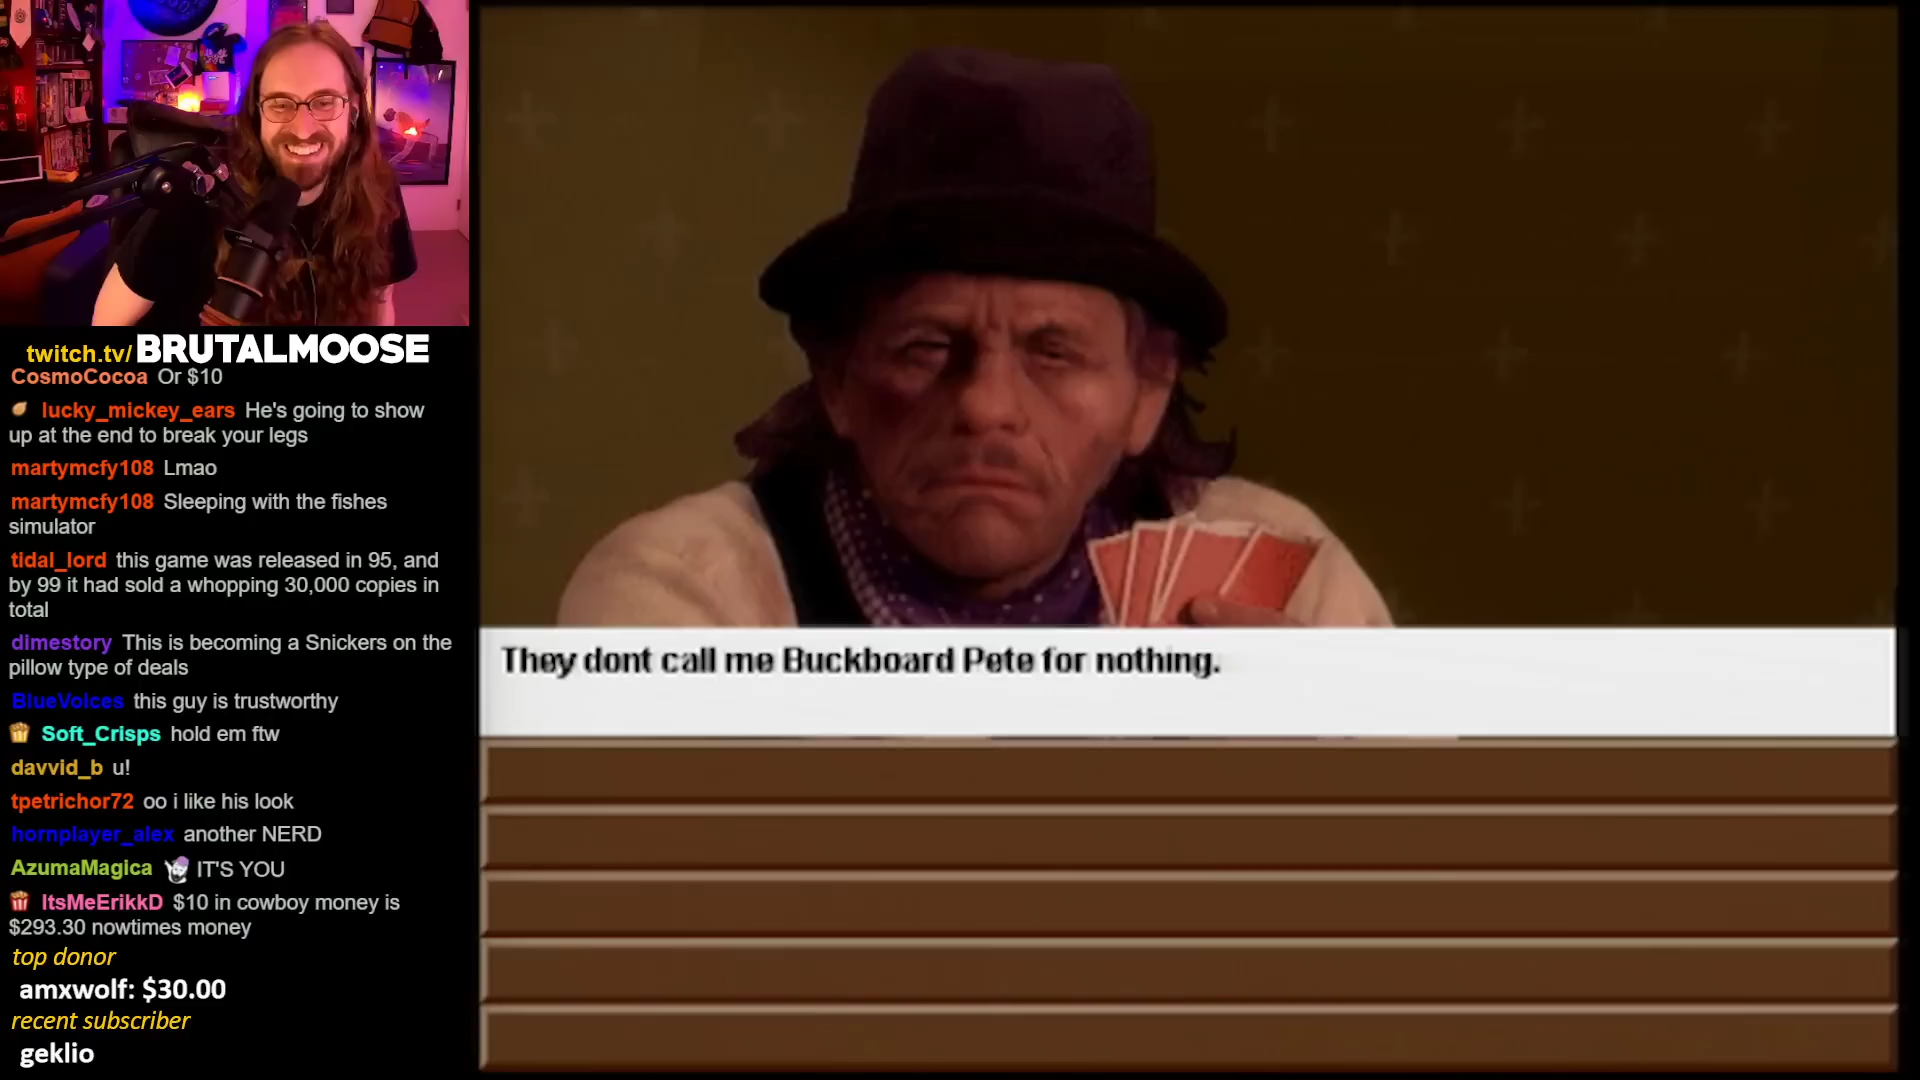 twitch.tv/BRUTALMOOSE
CosmoCocoa Or $10
lucky_mickey_ears He's going to show
up at the end to break your legs
martymcfy108 Lmao
martymcfy108 Sleeping with the fishes
simulator
tidal_lord this game was released in 95, and
by 99 it had sold a whopping 30,000 copies in
total
dimestory This is becoming a Snickers on the
pillow type of deals
BlueVoices this guy is trustworthy
Soft_Crisps hold em ftw
davvid_b u!
tpetrichor72 oo i like his look
hornplayer_alex another NERD
AzumaMagica IT'S YOU
ItsMeErikkD $10 in cowboy money is
$293.30 nowtimes money
top donor
amxwolf: $30.00
recent subscriber
geklio
They dont call me Buckboard Pete for nothing.